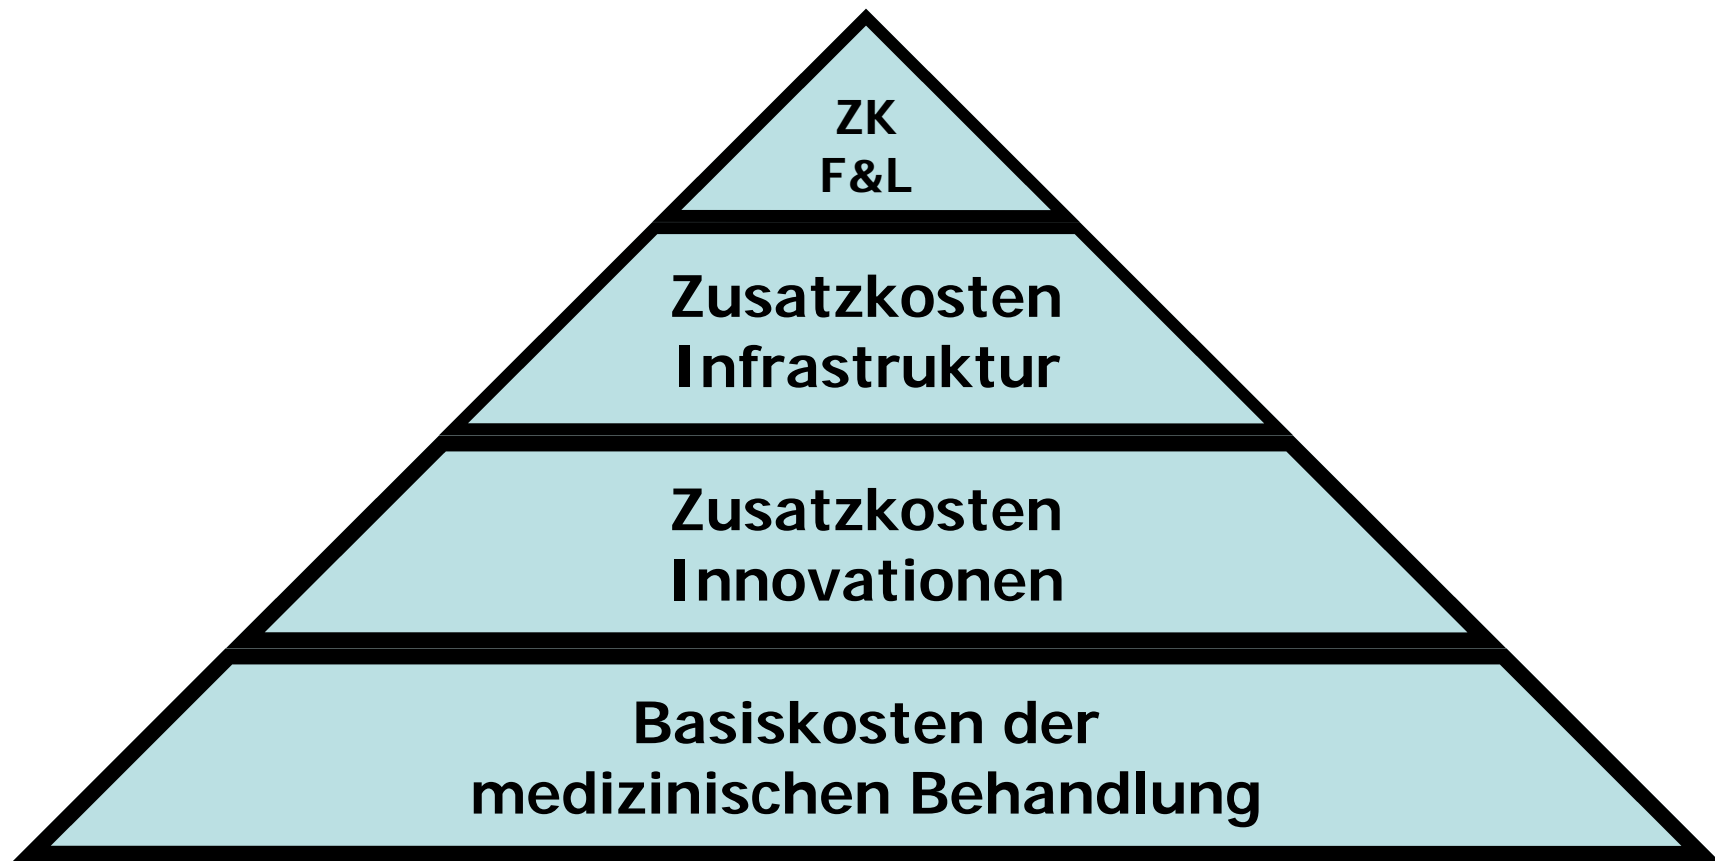 ZK
F&L
Zusatzkosten
Infrastruktur
Zusatzkosten
Innovationen
Basiskosten der
medizinischen Behandlung